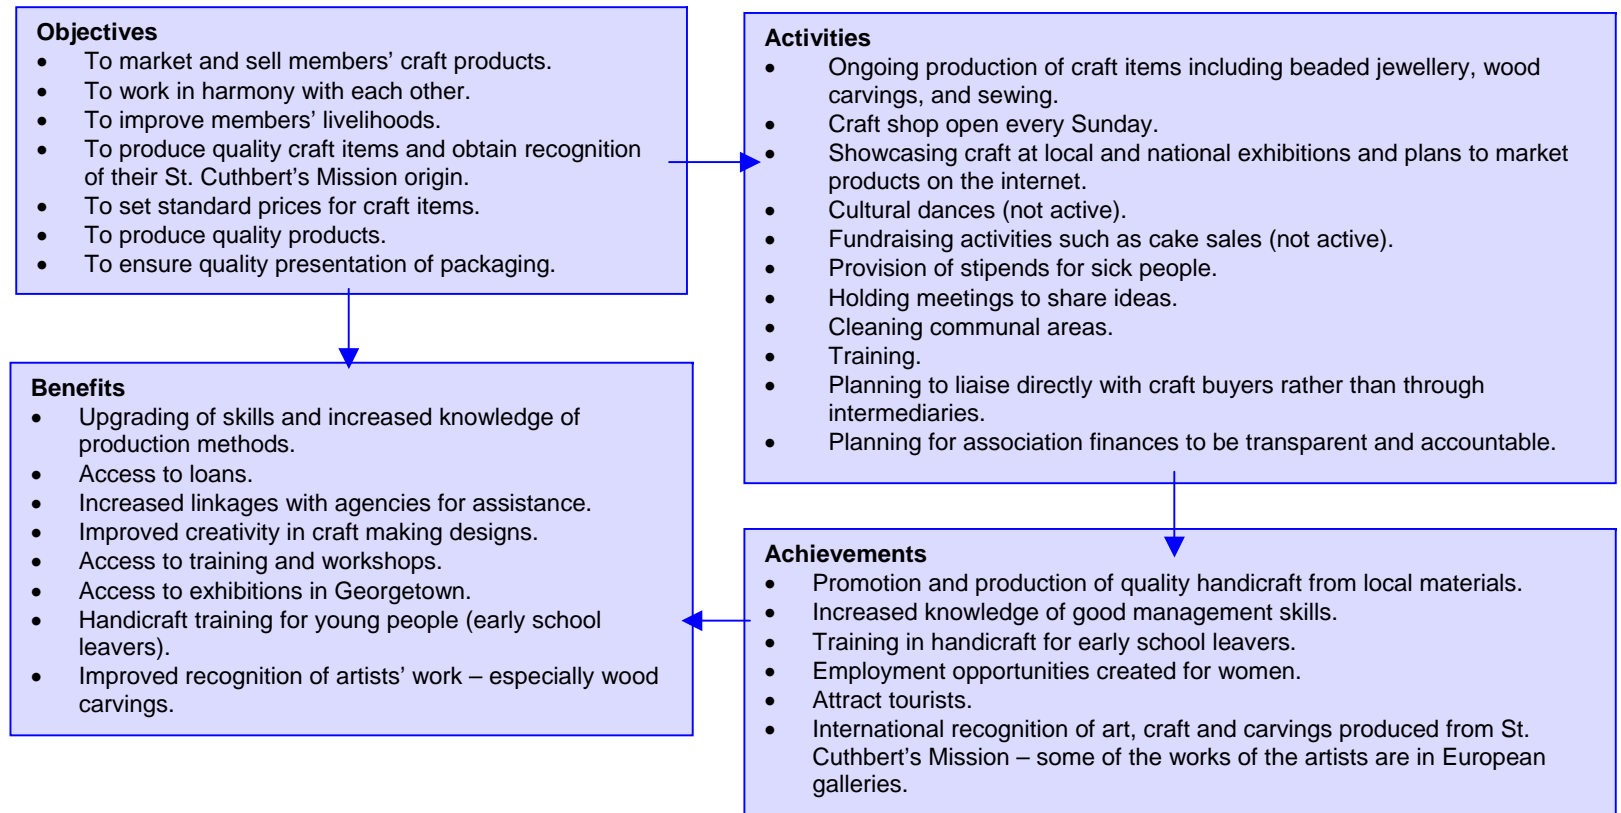 Objectives
• To market and sell members’ craft products.
• To work in harmony with each other.
• To improve members’ livelihoods.
• To produce quality craft items and obtain recognition
of their St. Cuthbert’s Mission origin.
• To set standard prices for craft items.
• To produce quality products.
• To ensure quality presentation of packaging.
Activities
• Ongoing production of craft items including beaded jewellery, wood
carvings, and sewing.
• Craft shop open every Sunday.
• Showcasing craft at local and national exhibitions and plans to market
products on the internet.
• Cultural dances (not active).
• Fundraising activities such as cake sales (not active).
• Provision of stipends for sick people.
• Holding meetings to share ideas.
• Cleaning communal areas.
• Training.
• Planning to liaise directly with craft buyers rather than through
intermediaries.
• Planning for association finances to be transparent and accountable.
Benefits
• Upgrading of skills and increased knowledge of
production methods.
• Access to loans.
• Increased linkages with agencies for assistance.
• Improved creativity in craft making designs.
• Access to training and workshops.
• Access to exhibitions in Georgetown.
• Handicraft training for young people (early school
leavers).
• Improved recognition of artists’ work – especially wood
carvings.
Achievements
• Promotion and production of quality handicraft from local materials.
• Increased knowledge of good management skills.
• Training in handicraft for early school leavers.
• Employment opportunities created for women.
• Attract tourists.
• International recognition of art, craft and carvings produced from St.
Cuthbert’s Mission – some of the works of the artists are in European
galleries.